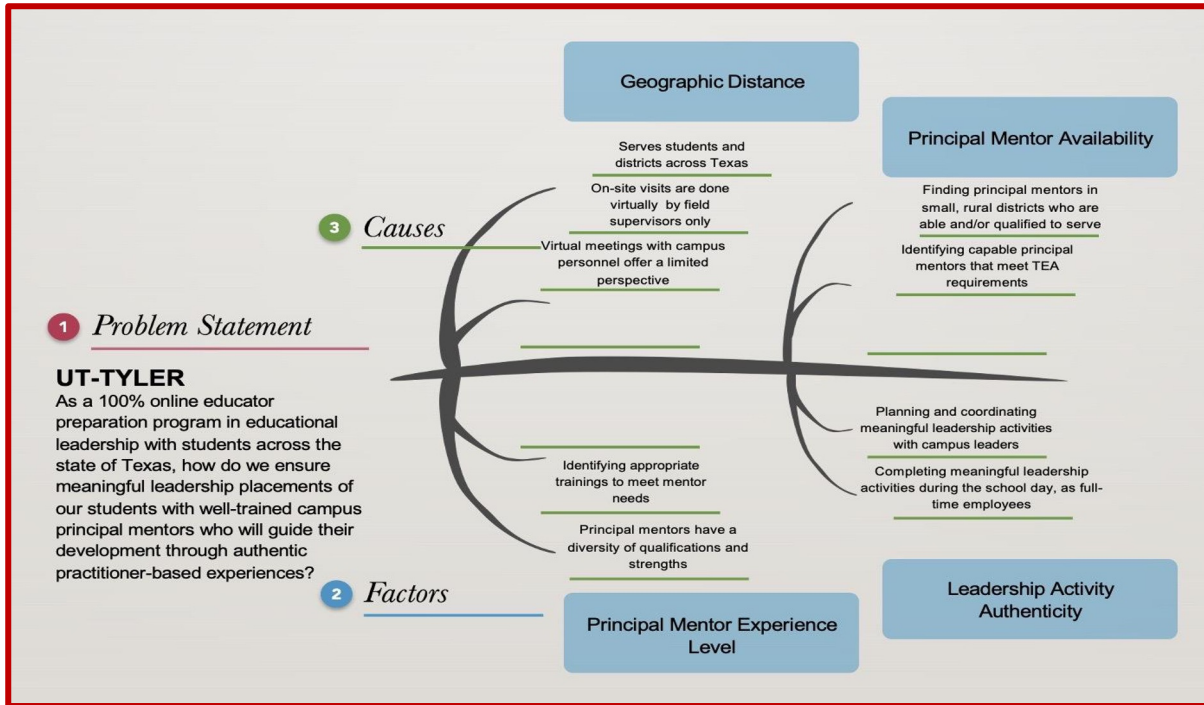 Geographic Distance
Principal Mentor Availability
Serves students and
districts across Texas
On-site visits are done
virtually by field
supervisors only
Virtual meetings with campus
personnel offer a limited
perspective
Finding principal mentors in
small, rural districts who are
able and/or qualified to serve
Identifying capable principal
mentors that meet TEA
requirements
3 Causes
1 Problem Statement
UT-TYLER
As a 100% online educator
preparation program in educational
leadership with students across the
state of Texas, how do we ensure
meaningful leadership placements of
our students with well-trained campus
principal mentors who will guide their
development through authentic
practitioner-based experiences?
2 Factors
Identifying appropriate
trainings to meet mentor
needs
Principal mentors have a
diversity of qualifications and
strengths
Planning and coordinating
meaningful leadership activities
with campus leaders
Completing meaningful leadership
activities during the school day, as full-
time employees
Principal Mentor Experience
Level
Leadership Activity
Authenticity